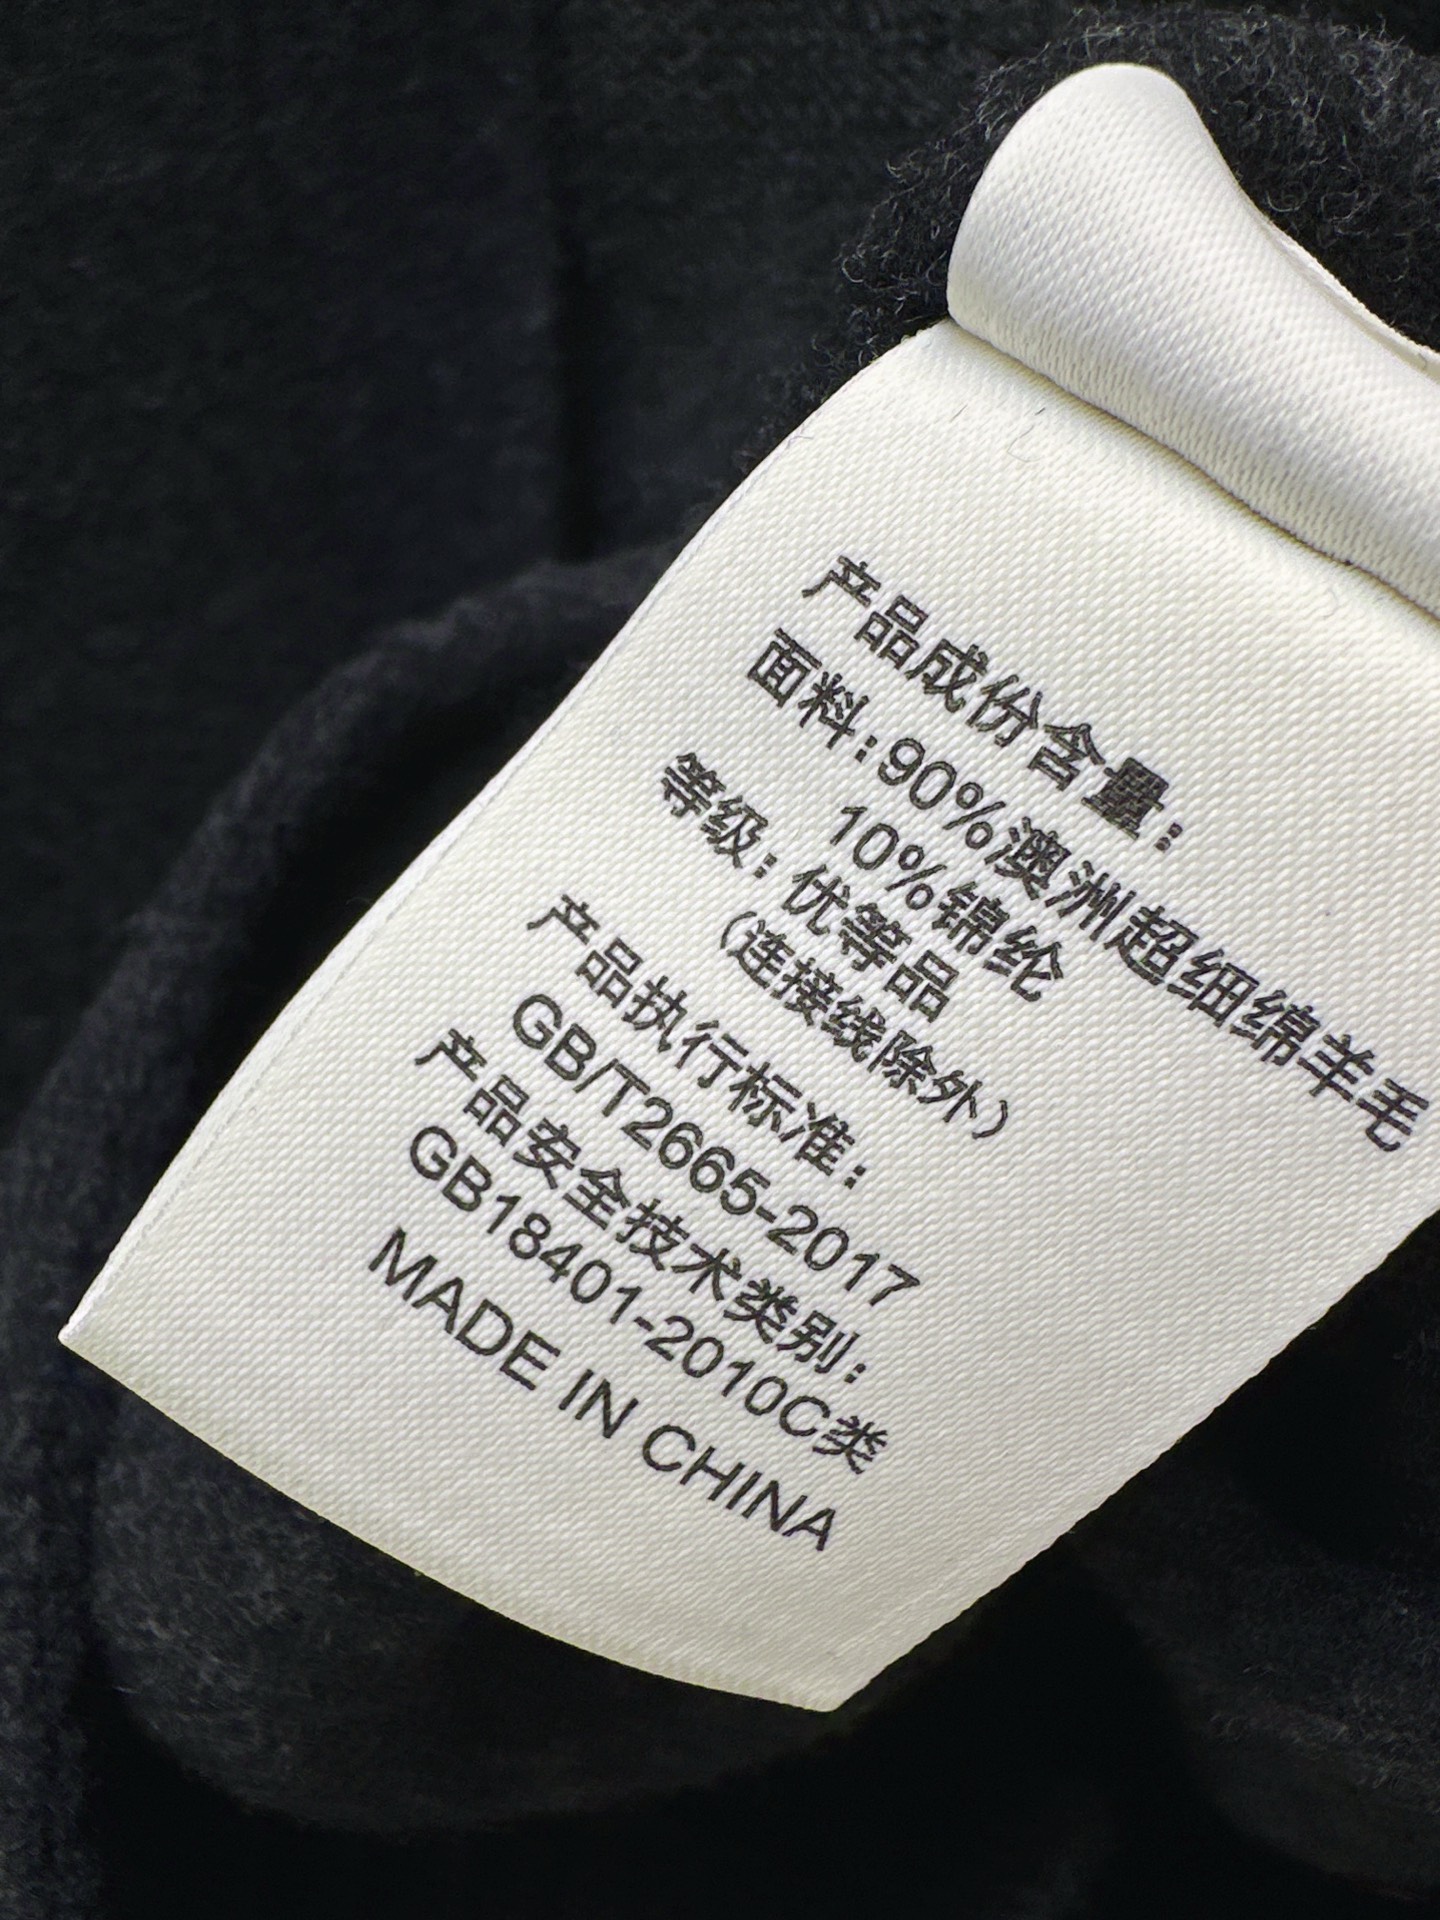 产品成份含量：
面料：90%澳洲超细绵羊毛
10%锦纶
等级：优等品
（连接线除外）
产品执行标准：
GB/T2665-2017
产品安全技术类别：
GB18401-2010C类
MADE IN CHINA